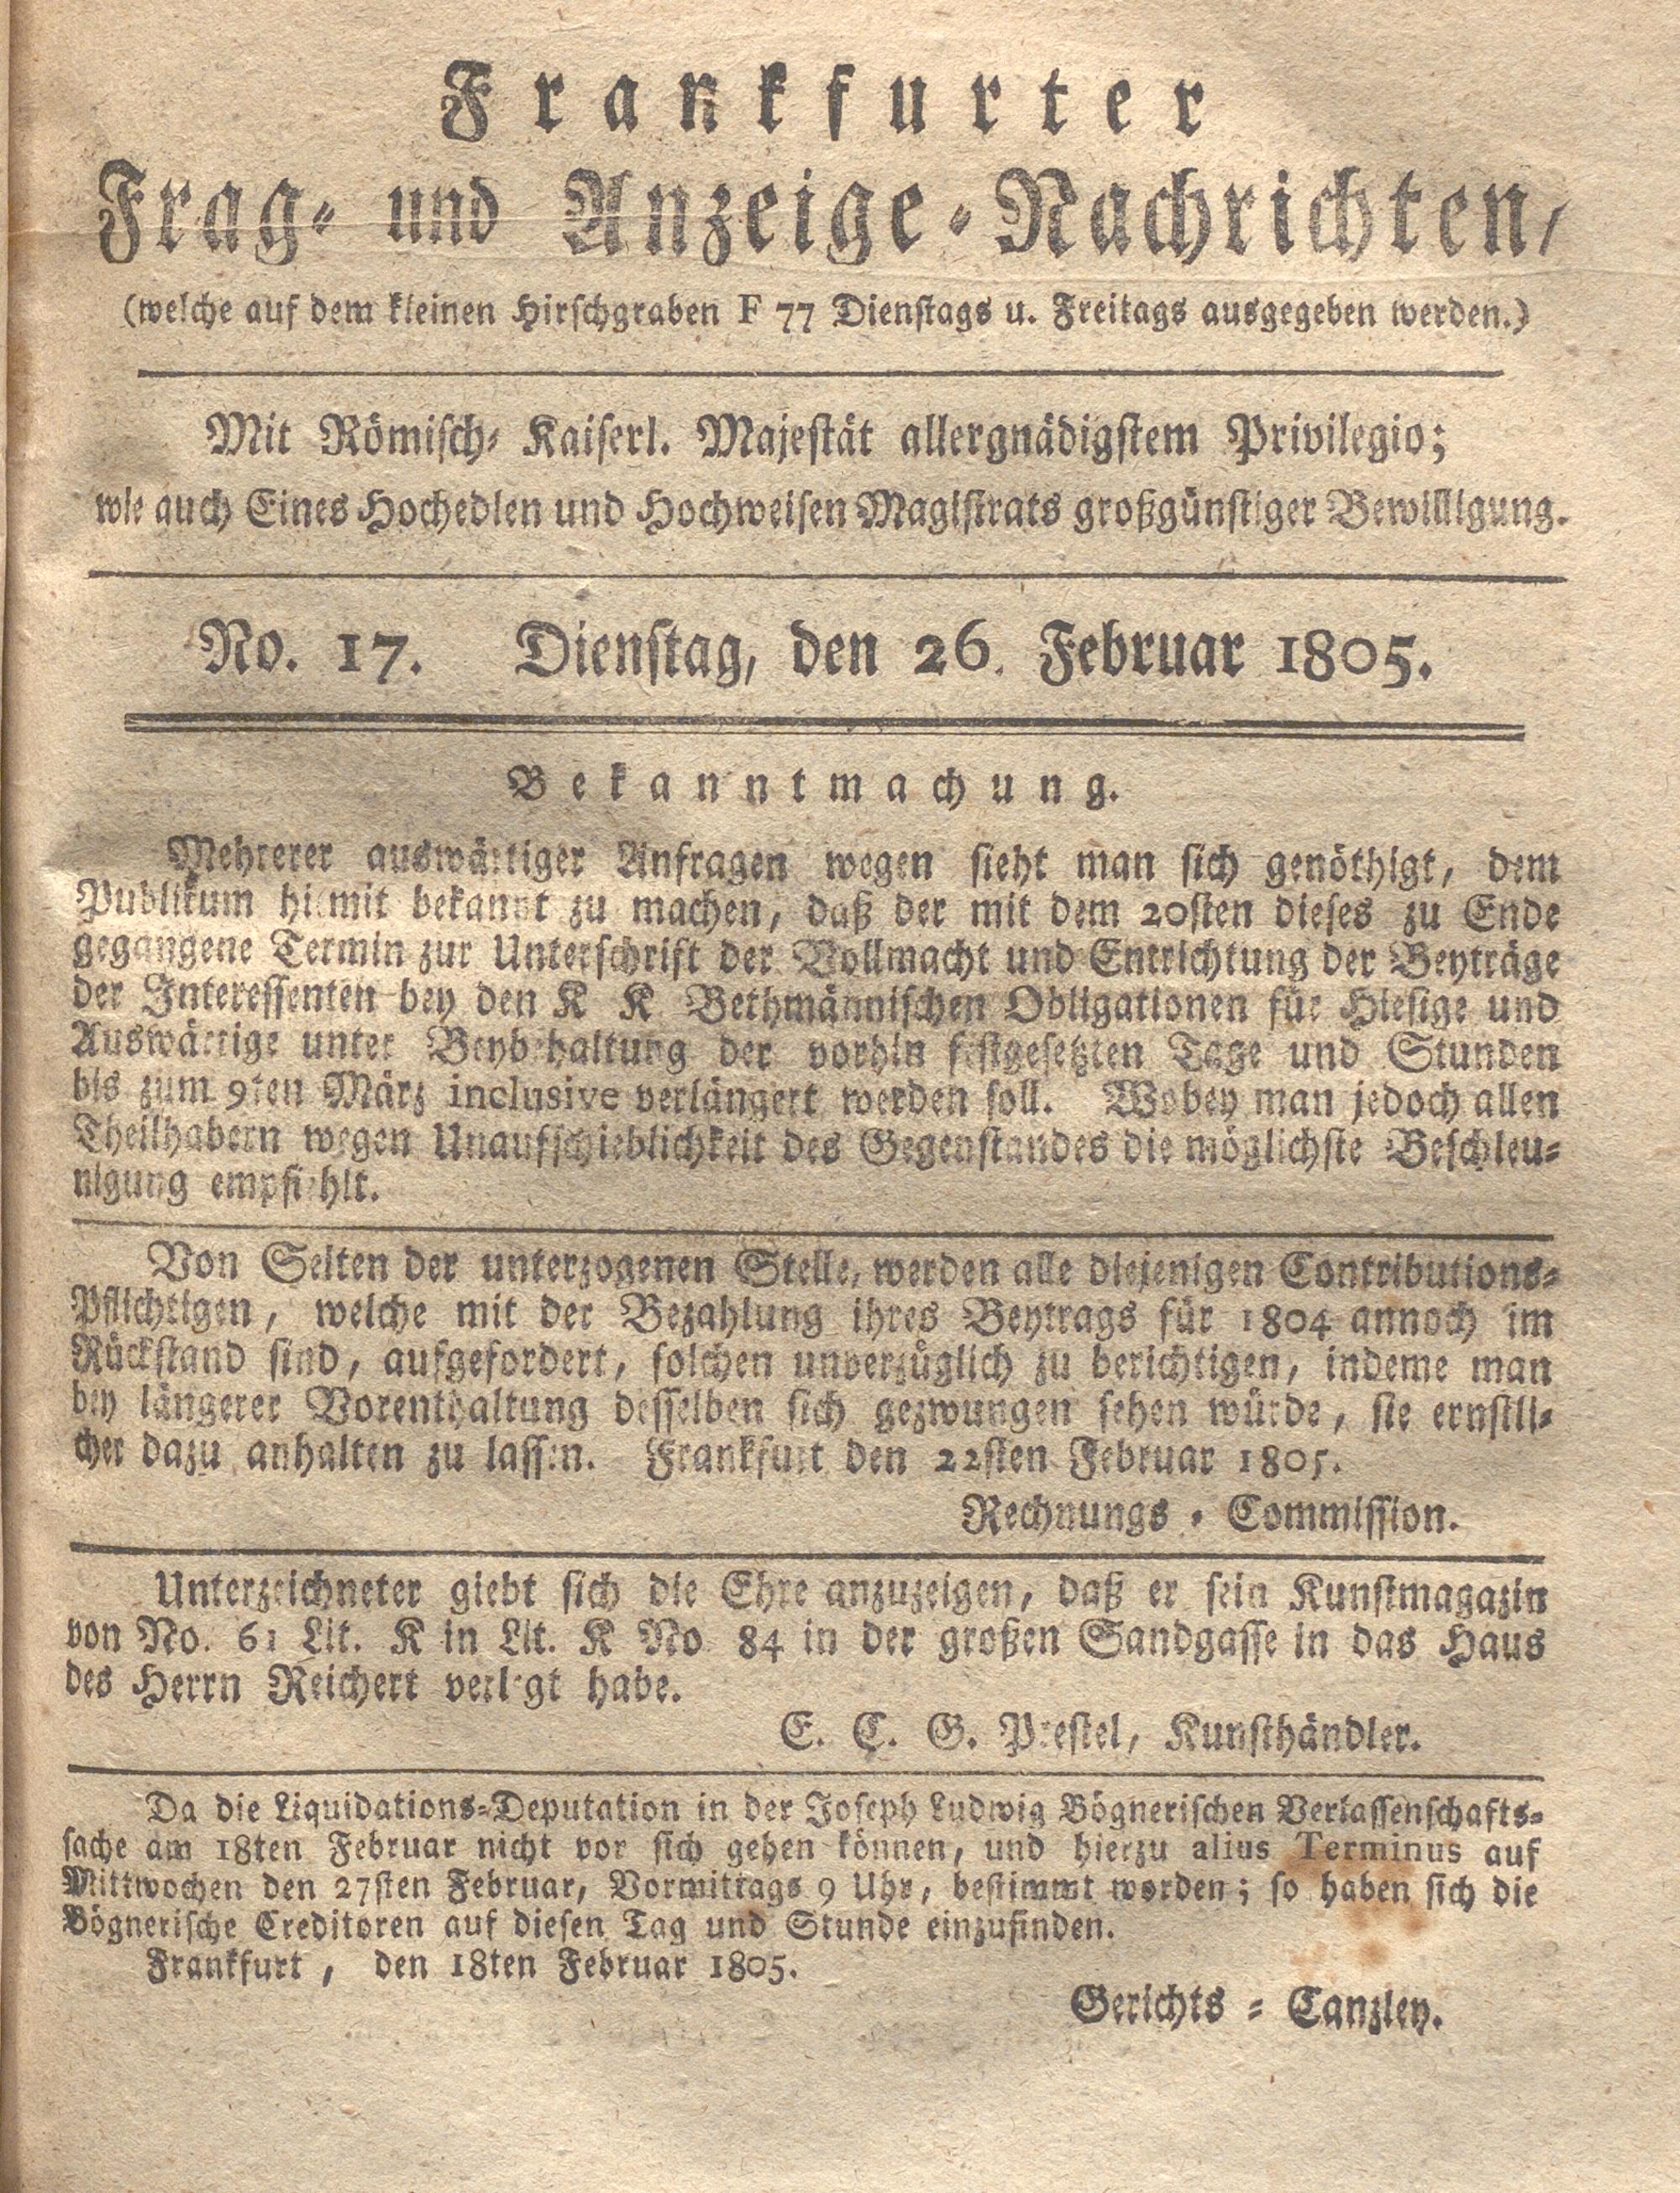 Frankfurter
Frag- und Anzeige-Nachrichten,
(welche auf dem kleinen Hirschgraben F 77 Dienstags u. Freitags ausgegeben werden.)
Mit Römisch- Kaiserl. Majestät allergnädigstem Privilegio;
wie auch Eines Hochedlen und Hochweisen Magistrats großgünstiger Bewilligung.
No. 17. Dienstag, den 26. Februar 1805.
Bekanntmachung.
Mehrerer auswärtiger Anfragen wegen sieht man sich genöthigt, dem
Publikum hiemit bekannt zu machen, daß der mit dem 20sten dieses zu Ende
gegangene Termin zur Unterschrift der Vollmacht und Entrichtung der Beyträge
der Interessenten bey den K K Bethmännischen Obligationen für Hiesige und
Auswärtige unter Beybehaltung der vorhin festgesetzten Tage und Stunden
bis zum 9ten März inclusive verlängert werden soll. Wobey man jedoch allen
Theilhabern wegen Unaufschieblichkeit des Gegenstandes die möglichste Beschleu-
nigung empfiehlt.
Von Seiten der unterzogenen Stelle, werden alle diejenigen Contributions-
Pflichtigen, welche mit der Bezahlung ihres Beytrags für 1804 annoch im
Rückstand sind, aufgefordert, solchen unverzüglich zu berichtigen, indeme man
bey längerer Vorenthaltung desselben sich gezwungen sehen würde, sie ernstli-
cher dazu anhalten zu lassen. Frankfurt den 22sten Februar 1805.
Rechnungs-Commission.
Unterzeichneter giebt sich die Ehre anzuzeigen, daß er sein Kunstmagazin
von No. 61 Lit. K in Lit. K No 84 in der großen Sandgasse in das Haus
des Herrn Reichert verlegt habe.
E. C. G. Prestel, Kunsthändler.
Da die Liquidations-Deputation in der Joseph Ludwig Bögnerischen Verlassenschafts-
sache am 18ten Februar nicht vor sich gehen können, und hierzu alius Terminus auf
Mittwochen den 27sten Februar, Vormittags 9 Uhr, bestimmt worden; so haben sich die
Bögnerische Creditoren auf diesen Tag und Stunde einzufinden.
Frankfurt, den 18ten Februar 1805.
Gerichts-Canzley.